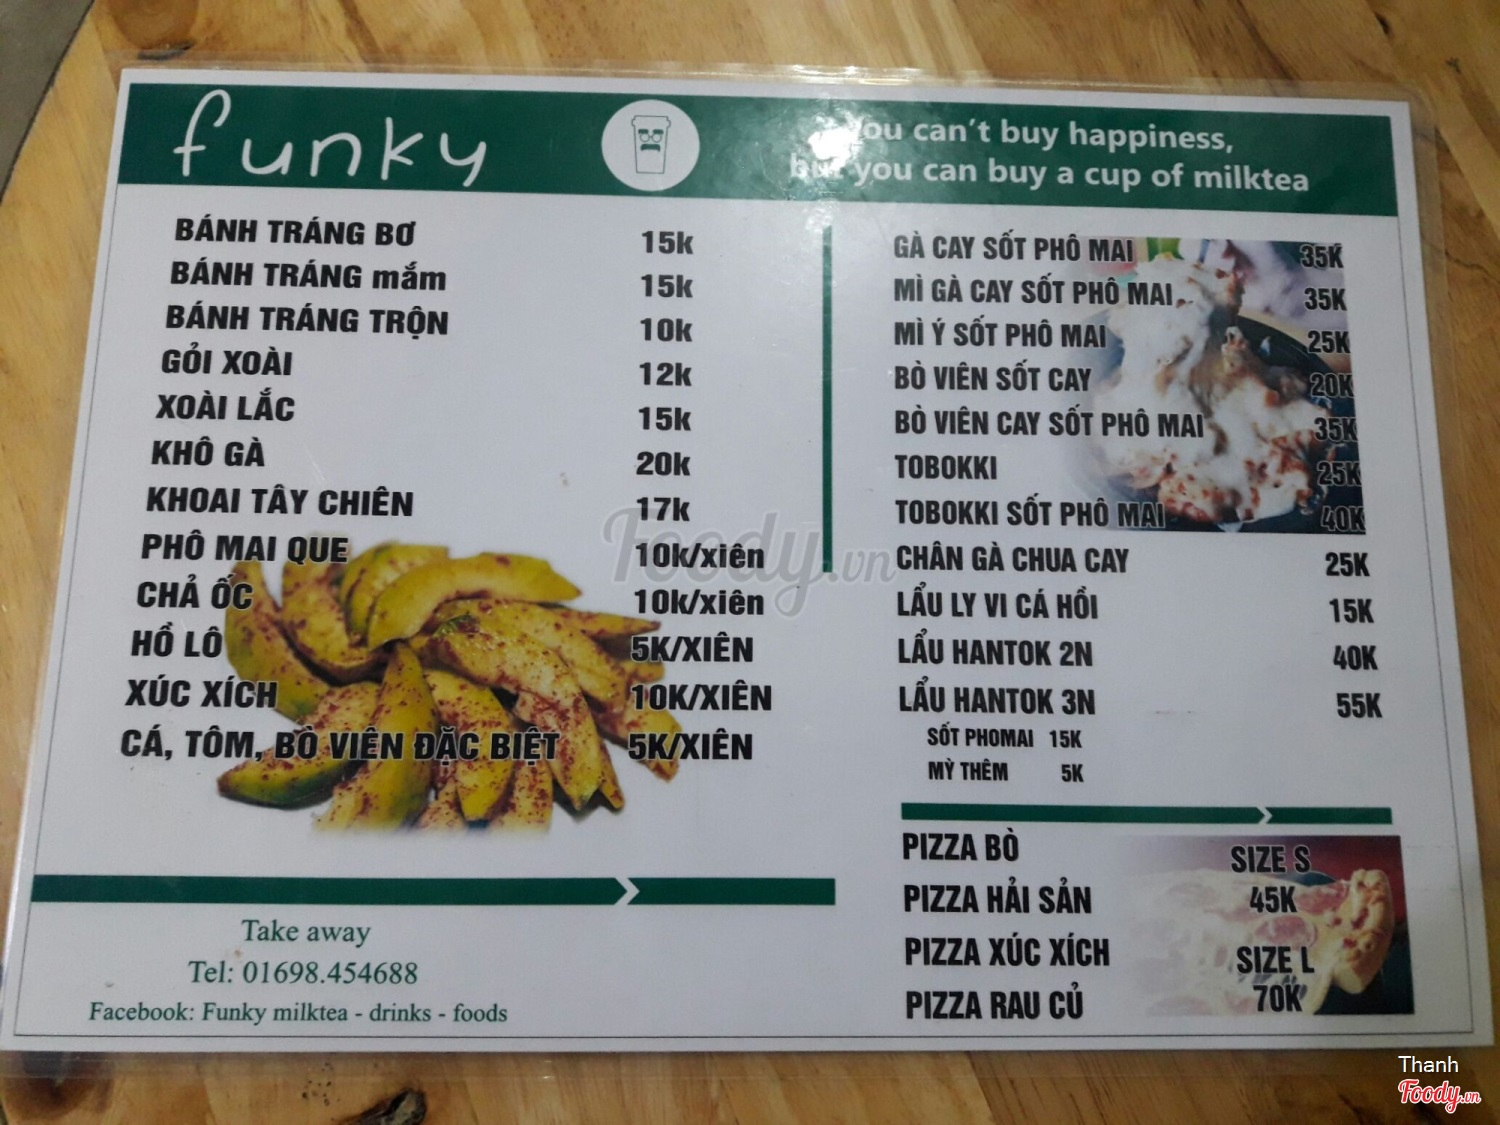 funky
ou can't buy happiness,
but you can buy a cup of milktea
BÁNH TRÁNG BƠ 15k
BÁNH TRÁNG mắm 15k
BÁNH TRÁNG TRỘN 10k
GỎI XOÀI 12k
XOÀI LẮC 15k
KHÔ GÀ 20k
KHOAI TÂY CHIÊN 17k
PHÔ MAI QUE 10k/xiên
CHẢ ỐC 10k/xiên
HỒ LÔ 5K/XIÊN
XÚC XÍCH 10K/XIÊN
CÁ, TÔM, BÒ VIÊN ĐẶC BIỆT 5K/XIÊN
Take away
Tel: 01698.454688
Facebook: Funky milktea - drinks - foods
GÀ CAY SỐT PHÔ MAI 35K
MÌ GÀ CAY SỐT PHÔ MAI 35K
MÌ Ý SỐT PHÔ MAI 25K
BÒ VIÊN SỐT CAY 20K
BÒ VIÊN CAY SỐT PHÔ MAI 35K
TOBOKKI 25K
TOBOKKI SỐT PHÔ MAI 40K
CHÂN GÀ CHUA CAY 25K
LẨU LY VI CÁ HỒI 15K
LẨU HANTOK 2N 40K
LẨU HANTOK 3N 55K
SỐT PHOMAI 15K
MỲ THÊM 5K
PIZZA BÒ
PIZZA HẢI SẢN
PIZZA XÚC XÍCH
PIZZA RAU CỦ
SIZE S
45K
SIZE L
70K
Foody.vn
Thanh
Foody.vn